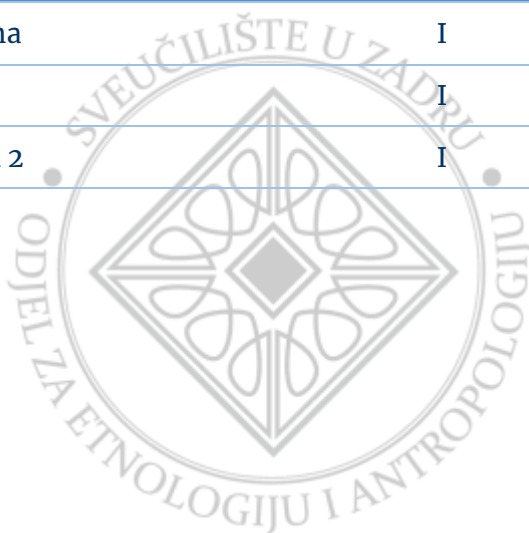 na I
I
2 I
SVEUČILIŠTE U ZADRU
ODJEL ZA ETNOLOGIJU I ANTROPOLOGIJU